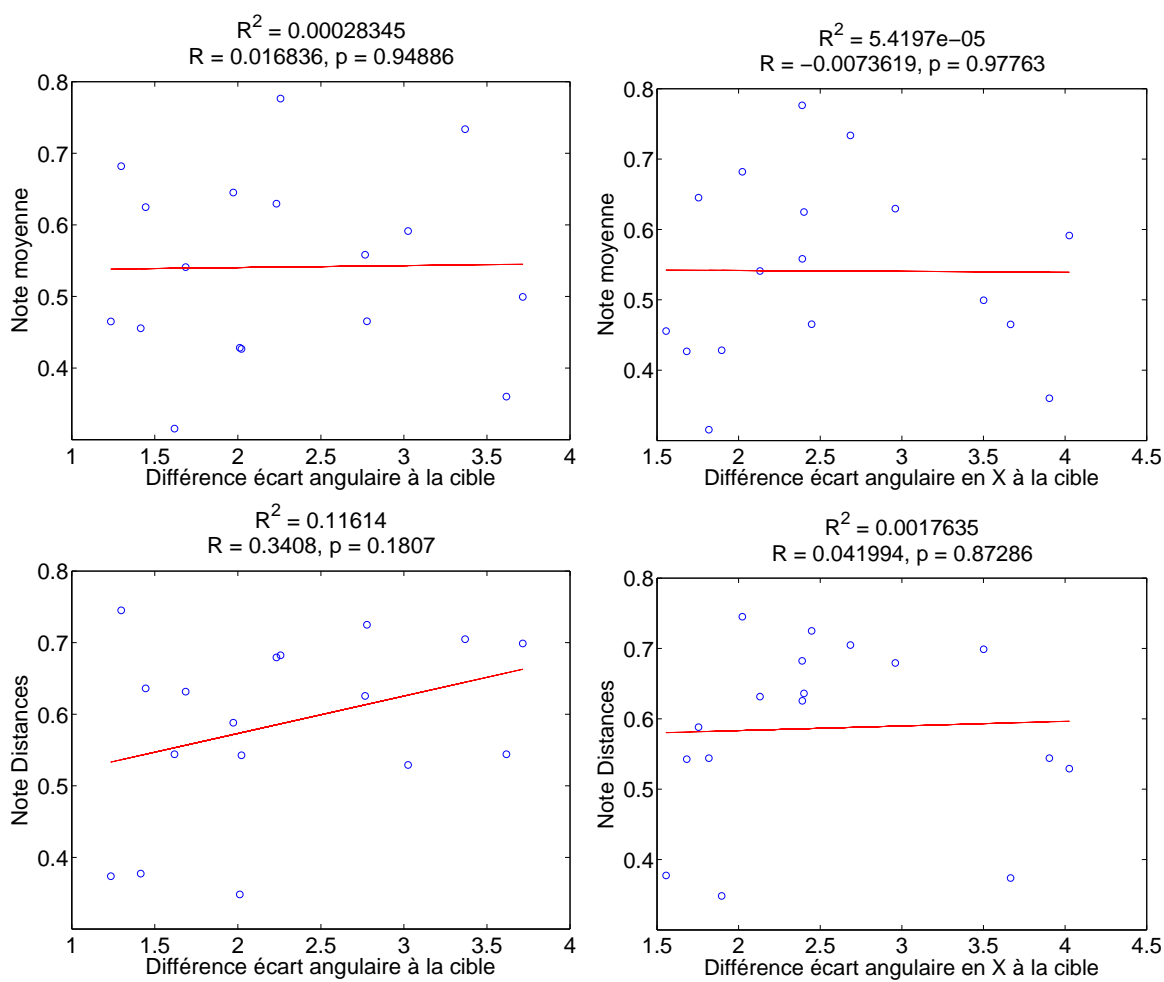 R² = 0.00028345
R = 0.016836, p = 0.94886
0.8
0.7
0.6
0.5
0.4
Note moyenne
1 1.5 2 2.5 3 3.5 4
Différence écart angulaire à la cible
R² = 5.4197e−05
R = −0.0073619, p = 0.97763
0.8
0.7
0.6
0.5
0.4
Note moyenne
1.5 2 2.5 3 3.5 4 4.5
Différence écart angulaire en X à la cible
R² = 0.11614
R = 0.3408, p = 0.1807
0.8
0.7
0.6
0.5
0.4
Note Distances
1 1.5 2 2.5 3 3.5 4
Différence écart angulaire à la cible
R² = 0.0017635
R = 0.041994, p = 0.87286
0.8
0.7
0.6
0.5
0.4
Note Distances
1.5 2 2.5 3 3.5 4 4.5
Différence écart angulaire en X à la cible